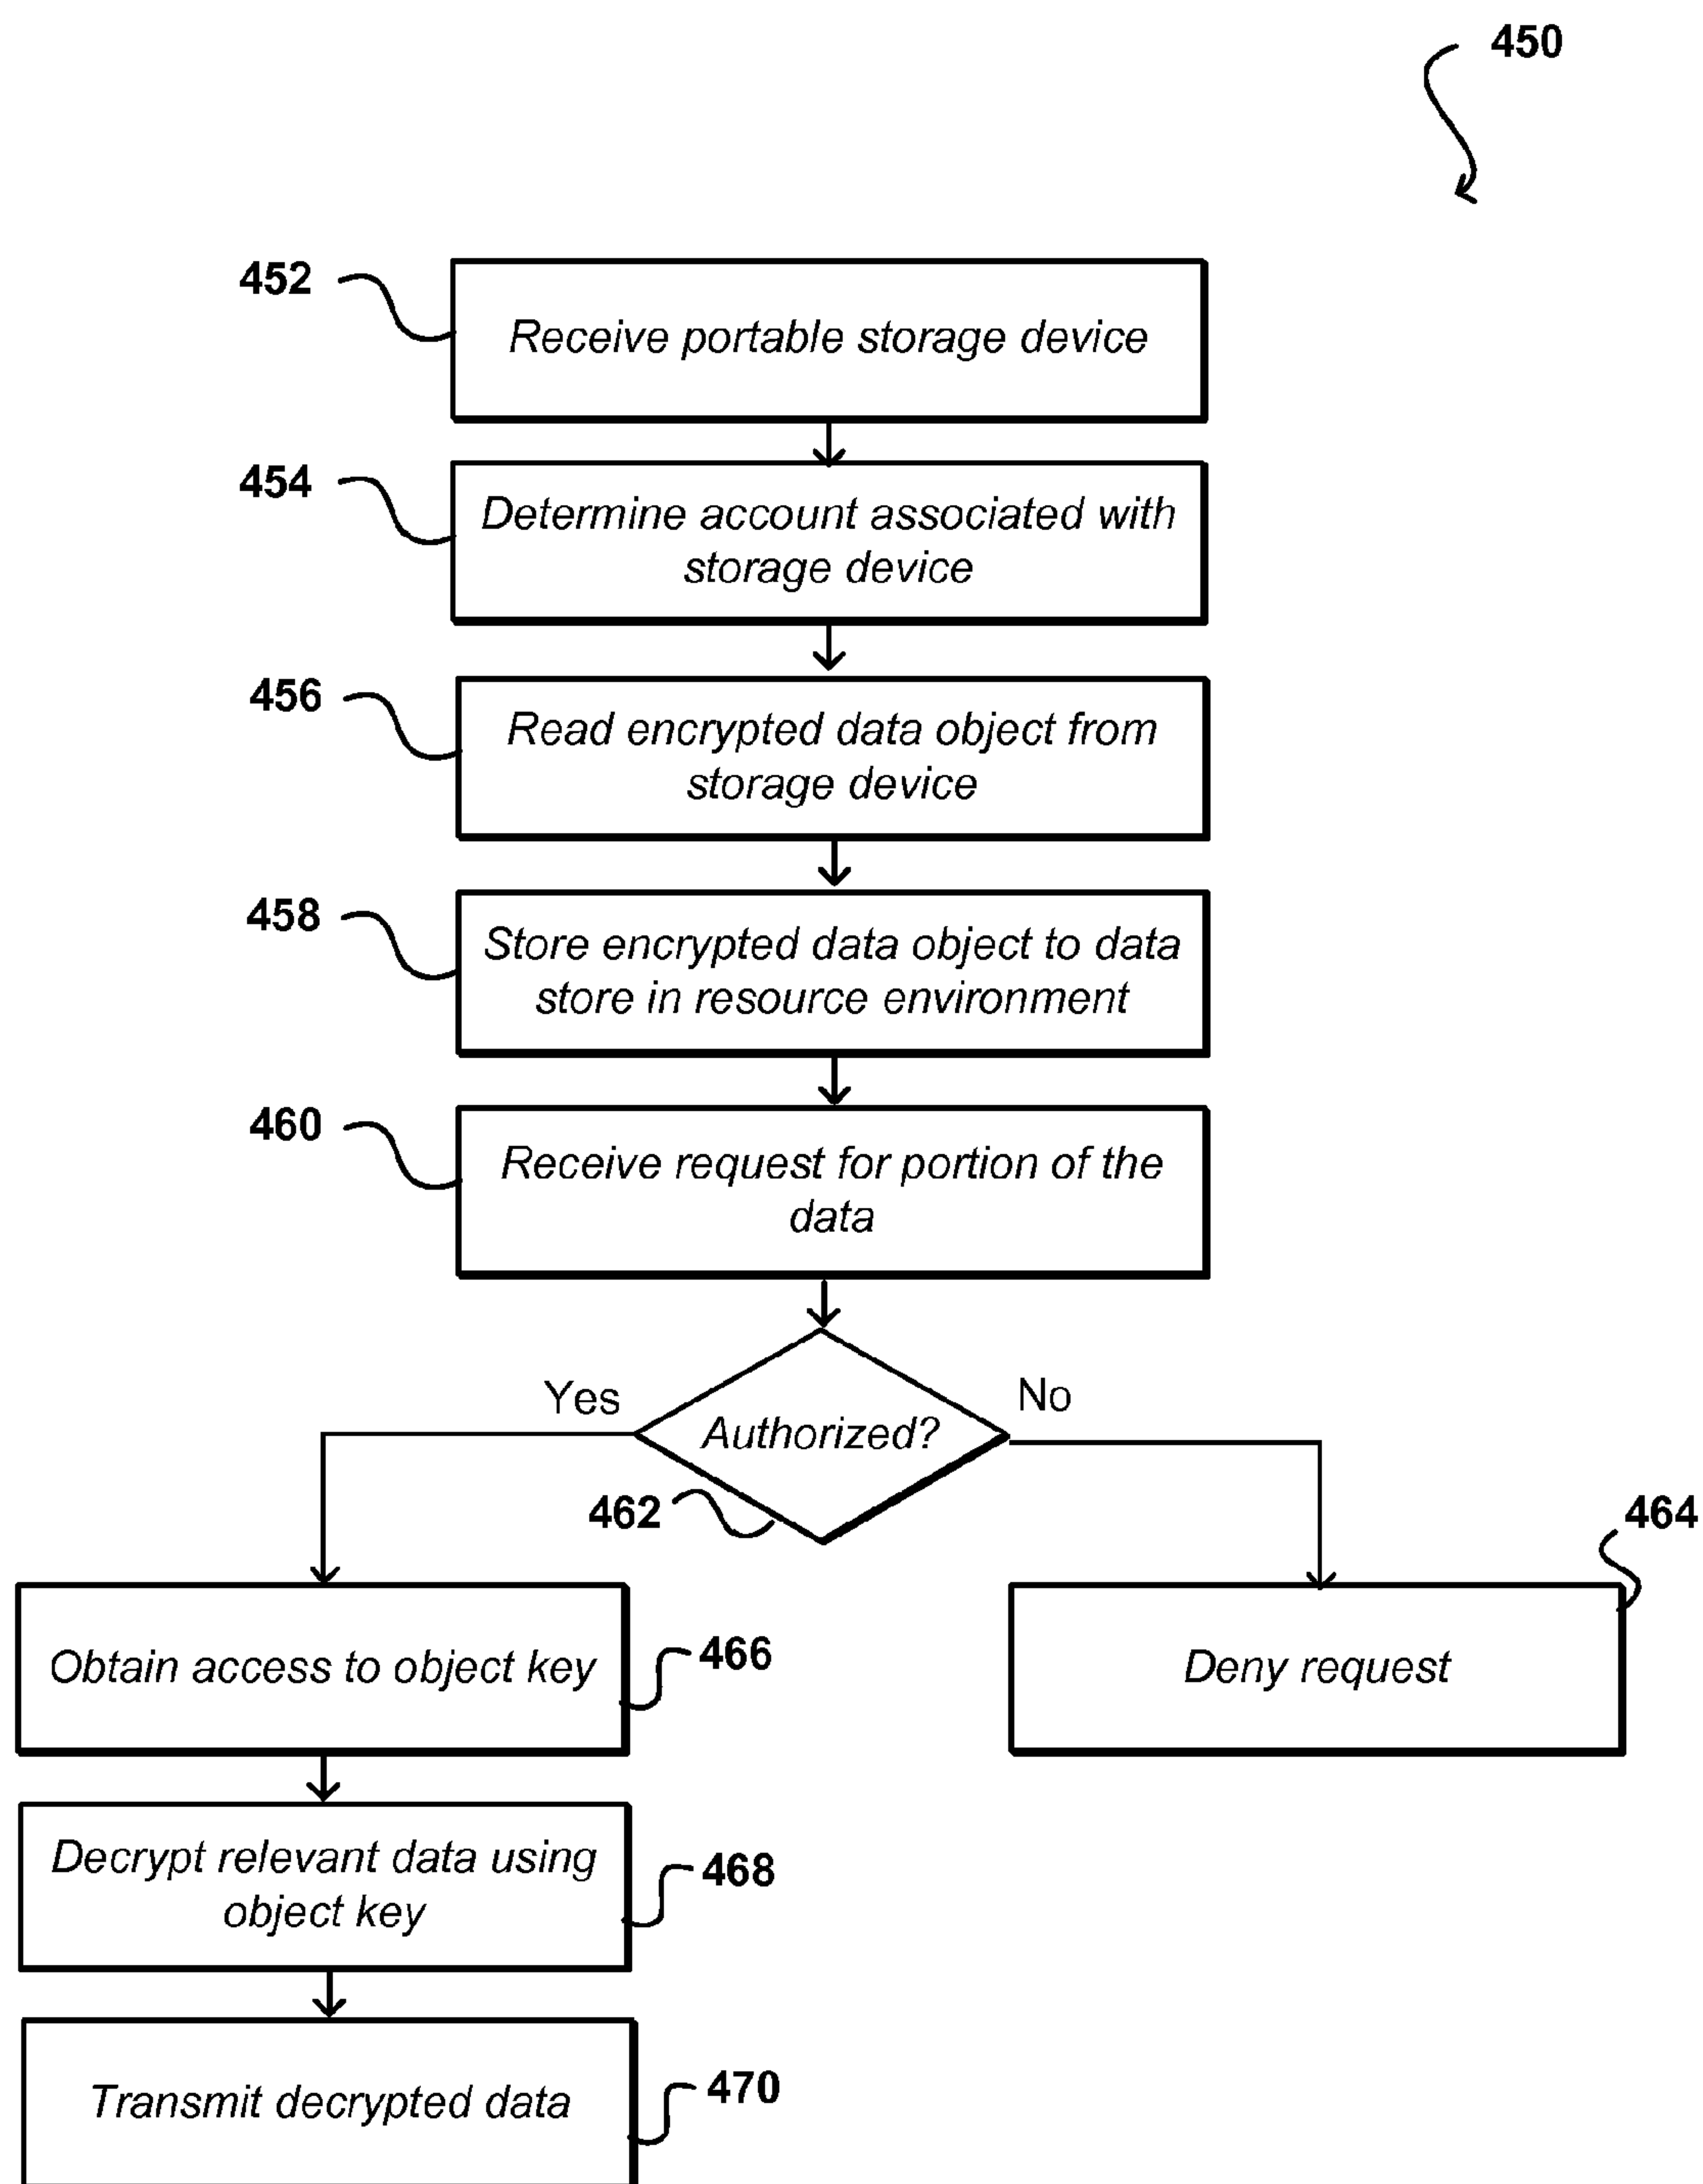 450
452
Receive portable storage device
454
Determine account associated with
storage device
456
Read encrypted data object from
storage device
458
Store encrypted data object to data
store in resource environment
460
Receive request for portion of the
data
Yes
No
Authorized?
462
464
Obtain access to object key
466
Deny request
Decrypt relevant data using
object key
468
Transmit decrypted data
470